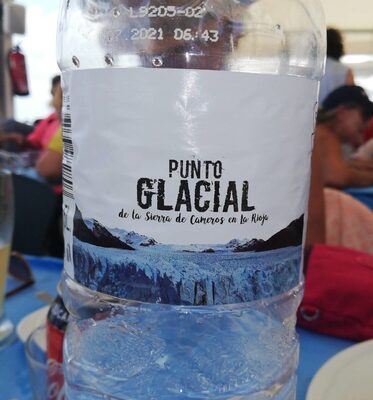 L9205-02
.2021 06:43
PUNTO
GLACIAL
de la Sierra de Cameros en La Rioja